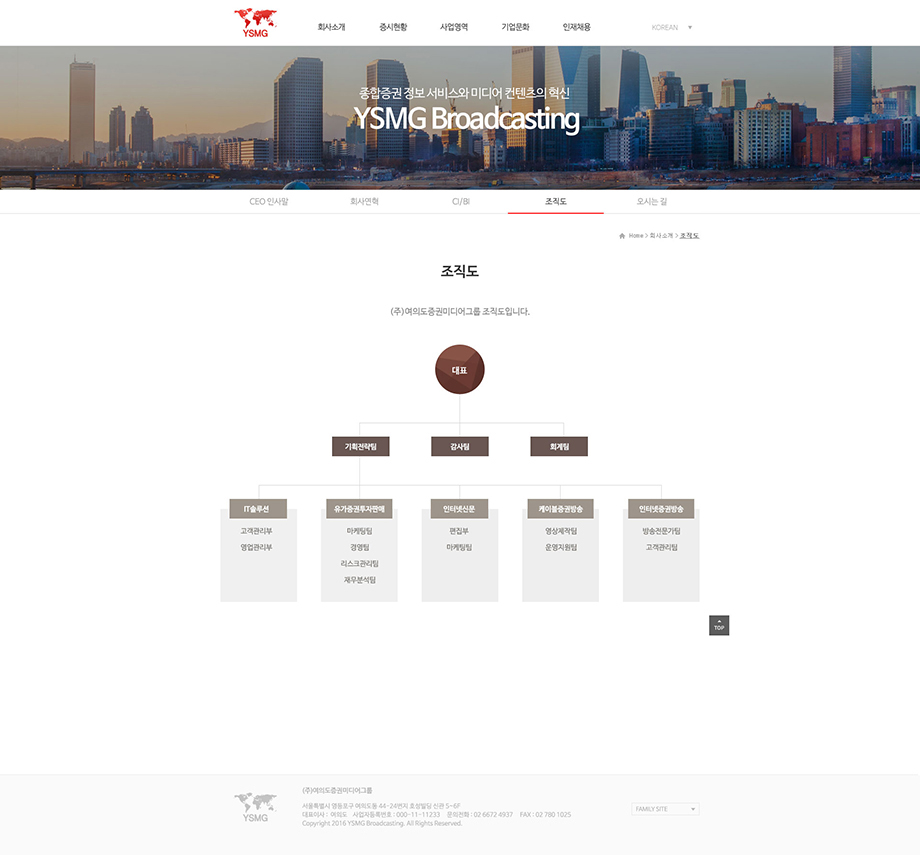 YSMG
회사소개 증시현황 사업영역 기업문화 인재채용 KOREAN
종합증권 정보 서비스와 미디어 컨텐츠의 혁신
YSMG Broadcasting
CEO 인사말 회사연혁 CI/BI 조직도 오시는 길
Home > 회사소개 > 조직도
조직도
(주)여의도증권미디어그룹 조직도입니다.
대표
기획전략팀 감사팀 회계팀
IT솔루션 유가증권투자판매 인터넷신문 케이블증권방송 인터넷증권방송
고객관리부 마케팅팀 편집부 영상제작팀 방송전문가팀
영업관리부 경영팀 마케팅팀 운영지원팀 고객관리팀
리스크관리팀
재무분석팀
TOP
(주)여의도증권미디어그룹
YSMG
서울특별시 영등포구 여의도동 44-24번지 호성빌딩 신관 5~6F
대표이사 : 여의도 사업자등록번호 : 000-11-11233 문의전화 : 02 6672 4937 FAX : 02 780 1025
Copyright 2016 YSMG Broadcasting. All Rights Reserved.
FAMILY SITE